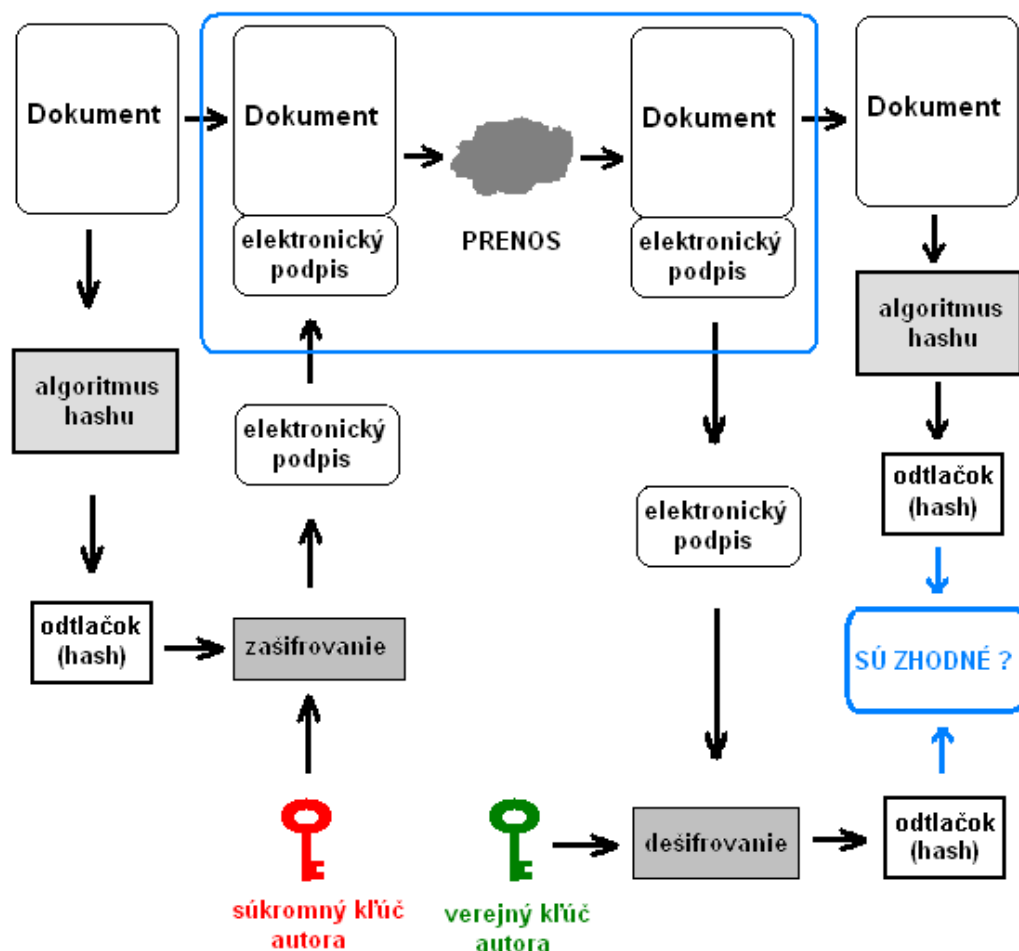 Dokument
Dokument
Dokument
Dokument
elektronický
podpis
PRENOS
elektronický
podpis
algoritmus
hashu
algoritmus
hashu
elektronický
podpis
odtlačok
(hash)
elektronický
podpis
odtlačok
(hash)
zašifrovanie
SÚ ZHODNÉ ?
dešifrovanie
odtlačok
(hash)
súkromný kľúč
autora
verejný kľúč
autora